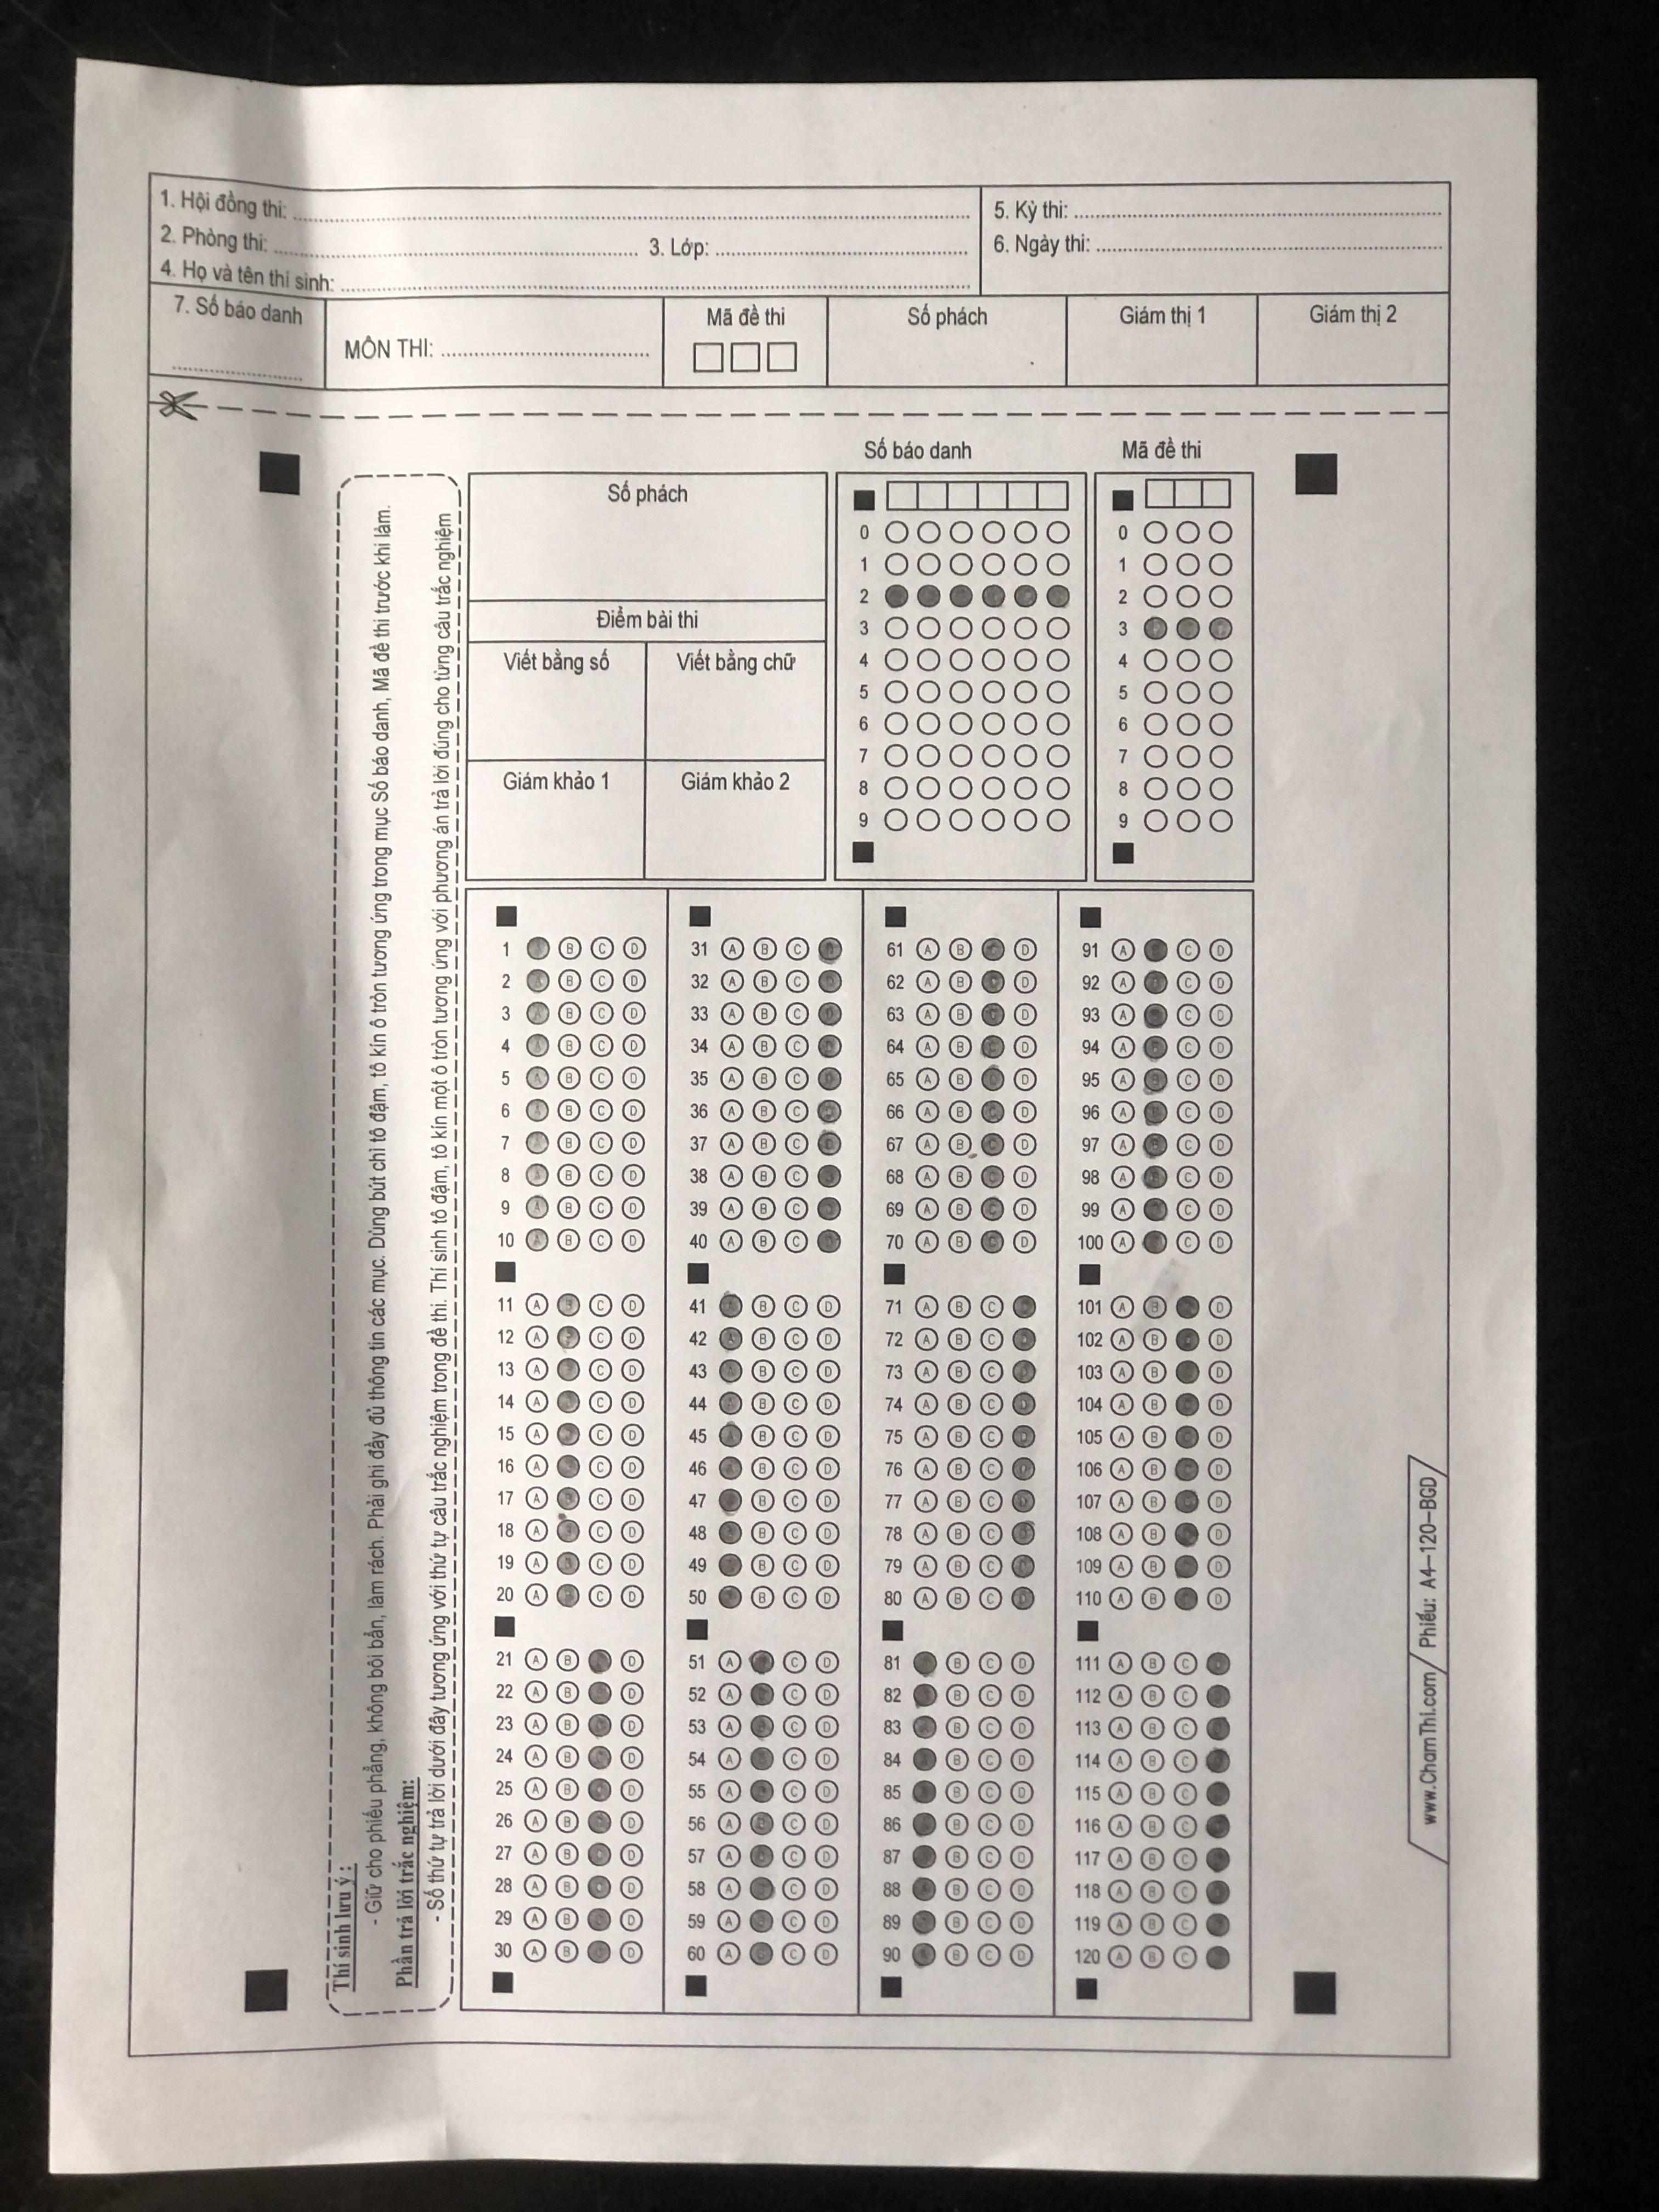 1. Hội đồng thi: 
5. Kỳ thi: 
2. Phòng thi: 
3. Lớp: 
6. Ngày thi: 
4. Họ và tên thí sinh: 
7. Số báo danh
MÔN THI: 
Mã đề thi
Số phách
Giám thị 1
Giám thị 2
Thí sinh lưu ý:
- Giữ cho phiếu phẳng, không bôi bẩn, làm rách. Phải ghi đầy đủ thông tin các mục. Dùng bút chì tô đậm, tô kín ô tròn tương ứng trong mục Số báo danh, Mã đề thi trước khi làm.
Phần trả lời trắc nghiệm:
- Số thứ tự trả lời dưới đây tương ứng với thứ tự câu trắc nghiệm trong đề thi. Thí sinh tô đậm, tô kín một ô tròn tương ứng với phương án trả lời đúng cho từng câu trắc nghiệm
Số phách
Điểm bài thi
Viết bằng số
Viết bằng chữ
Giám khảo 1
Giám khảo 2
Số báo danh
0
1
2
3
4
5
6
7
8
9
Mã đề thi
0
1
2
3
4
5
6
7
8
9
1 B C D
2 B C D
3 B C D
4 B C D
5 B C D
6 B C D
7 B C D
8 B C D
9 B C D
10 B C D
11 A C D
12 A C D
13 A C D
14 A C D
15 A C D
16 A C D
17 A C D
18 A C D
19 A C D
20 A C D
21 A B D
22 A B D
23 A B D
24 A B D
25 A B D
26 A B D
27 A B D
28 A B D
29 A B D
30 A B D
31 A B C
32 A B C
33 A B C
34 A B C
35 A B C
36 A B C
37 A B C
38 A B C
39 A B C
40 A B C
41 B C D
42 B C D
43 B C D
44 B C D
45 B C D
46 B C D
47 B C D
48 B C D
49 B C D
50 B C D
51 A C D
52 A C D
53 A C D
54 A C D
55 A C D
56 A C D
57 A C D
58 A C D
59 A C D
60 A C D
61 A B D
62 A B D
63 A B D
64 A B D
65 A B D
66 A B D
67 A B D
68 A B D
69 A B D
70 A B D
71 A B C
72 A B C
73 A B C
74 A B C
75 A B C
76 A B C
77 A B C
78 A B C
79 A B C
80 A B C
81 B C D
82 B C D
83 B C D
84 B C D
85 B C D
86 B C D
87 B C D
88 B C D
89 B C D
90 B C D
91 A C D
92 A C D
93 A C D
94 A C D
95 A C D
96 A C D
97 A C D
98 A C D
99 A C D
100 A C D
101 A B D
102 A B D
103 A B D
104 A B D
105 A B D
106 A B D
107 A B D
108 A B D
109 A B D
110 A B D
111 A B C
112 A B C
113 A B C
114 A B C
115 A B C
116 A B C
117 A B C
118 A B C
119 A B C
120 A B C
www.ChamThi.com / Phiếu: A4-120-BGD